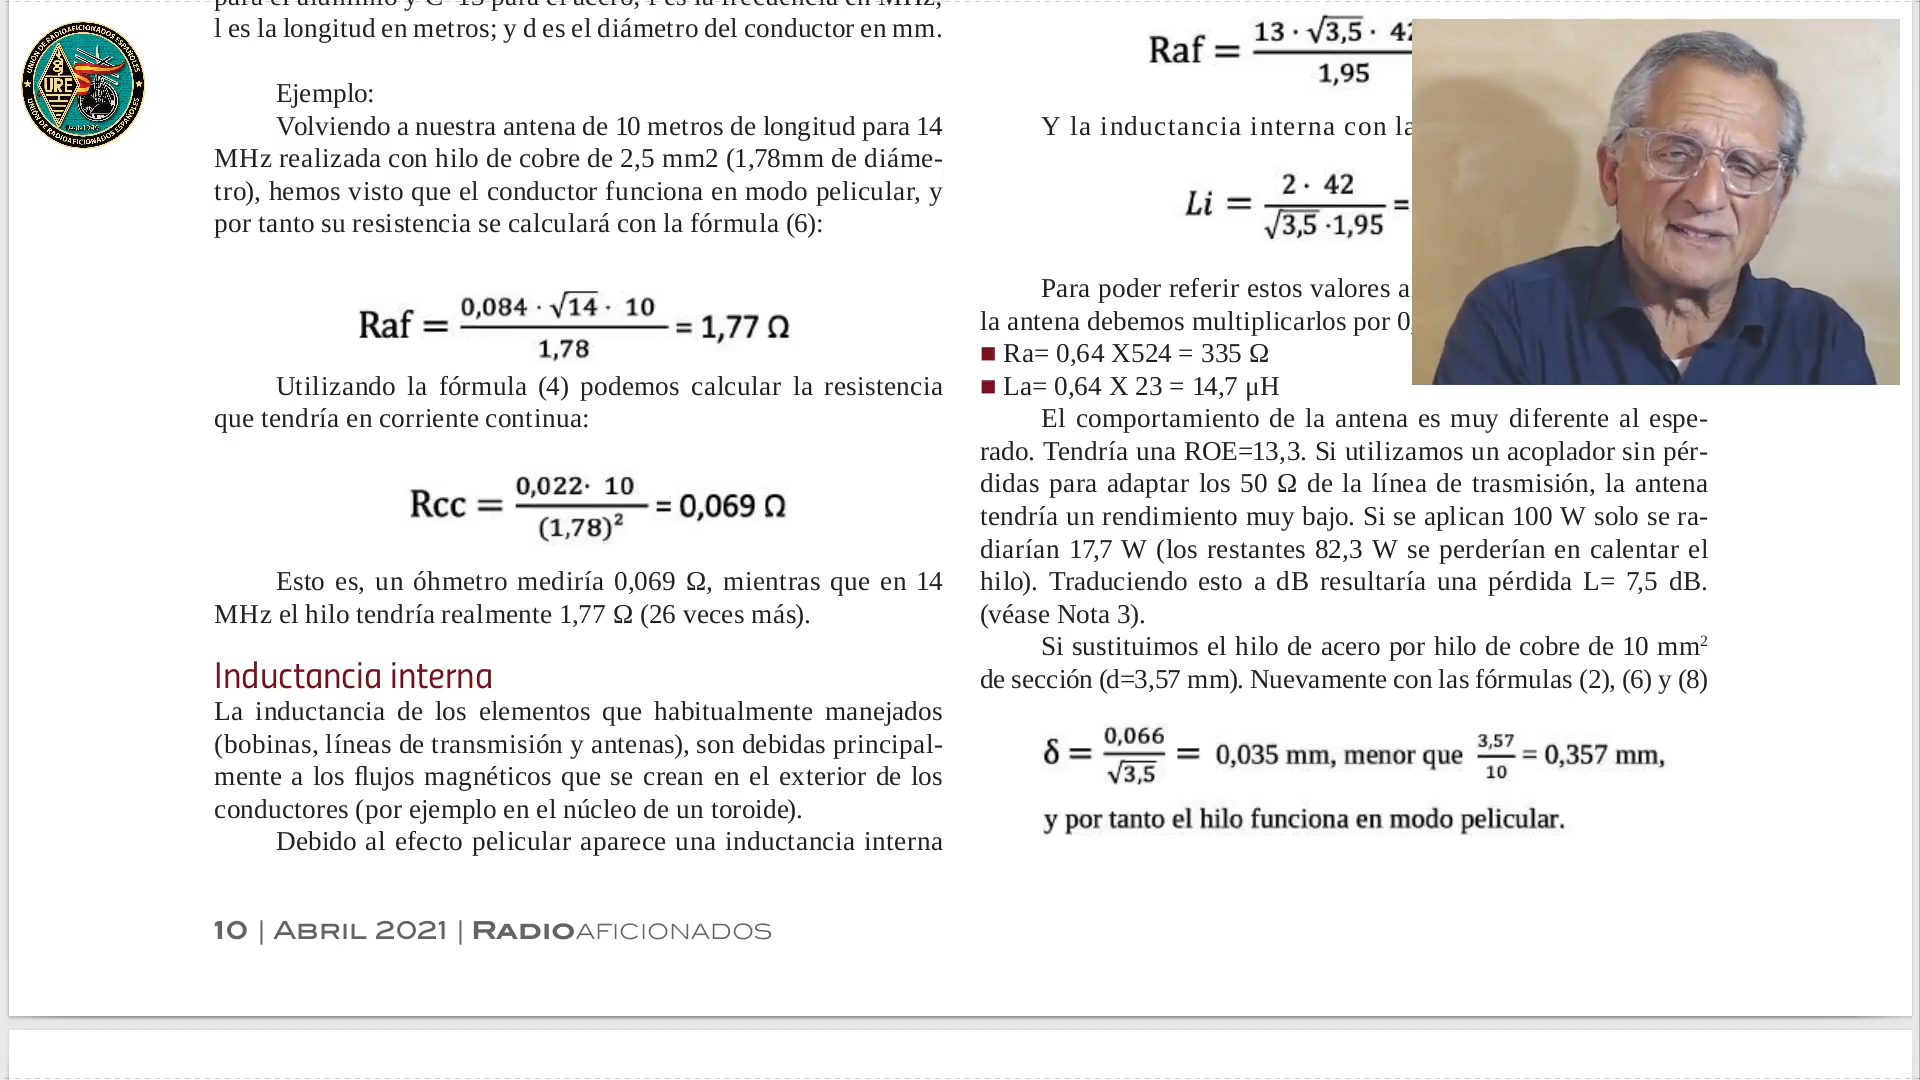 UNIÓN DE RADIOAFICIONADOS ESPAÑOLES
URE
UNIÓN DE RADIOAFICIONADOS ESPAÑOLES
l es la longitud en metros; y d es el diámetro del conductor en mm.
Ejemplo:
Volviendo a nuestra antena de 10 metros de longitud para 14
MHz realizada con hilo de cobre de 2,5 mm2 (1,78mm de diáme-
tro), hemos visto que el conductor funciona en modo pelicular, y
por tanto su resistencia se calculará con la fórmula (6):
Raf = 0,084 · √14 · 10 / 1,78 = 1,77 Ω
Utilizando la fórmula (4) podemos calcular la resistencia
que tendría en corriente continua:
Rcc = 0,022· 10 / (1,78)² = 0,069 Ω
Esto es, un óhmetro mediría 0,069 Ω, mientras que en 14
MHz el hilo tendría realmente 1,77 Ω (26 veces más).
Inductancia interna
La inductancia de los elementos que habitualmente manejados
(bobinas, líneas de transmisión y antenas), son debidas principal-
mente a los flujos magnéticos que se crean en el exterior de los
conductores (por ejemplo en el núcleo de un toroide).
Debido al efecto pelicular aparece una inductancia interna
Raf = 13 · √3,5 · 42 / 1,95
Y la inductancia interna con la
Li = 2 · 42 / √3,5 ·1,95 =
Para poder referir estos valores a
la antena debemos multiplicarlos por 0,
■ Ra= 0,64 X524 = 335 Ω
■ La= 0,64 X 23 = 14,7 μH
El comportamiento de la antena es muy diferente al espe-
rado. Tendría una ROE=13,3. Si utilizamos un acoplador sin pér-
didas para adaptar los 50 Ω de la línea de trasmisión, la antena
tendría un rendimiento muy bajo. Si se aplican 100 W solo se ra-
diarían 17,7 W (los restantes 82,3 W se perderían en calentar el
hilo). Traduciendo esto a dB resultaría una pérdida L= 7,5 dB.
(véase Nota 3).
Si sustituimos el hilo de acero por hilo de cobre de 10 mm²
de sección (d=3,57 mm). Nuevamente con las fórmulas (2), (6) y (8)
δ = 0,066 / √3,5 = 0,035 mm, menor que 3,57 / 10 = 0,357 mm,
y por tanto el hilo funciona en modo pelicular.
10 | ABRIL 2021 | RADIOAFICIONADOS